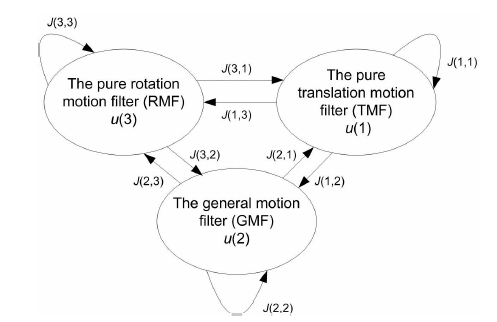 J(3,3)
J(1,1)
J(3,1)
The pure rotation
motion filter (RMF)
u(3)
The pure
translation motion
filter (TMF)
u(1)
J(1,3)
J(3,2)
J(2,1)
J(2,3)
J(1,2)
The general motion
filter (GMF)
u(2)
J(2,2)